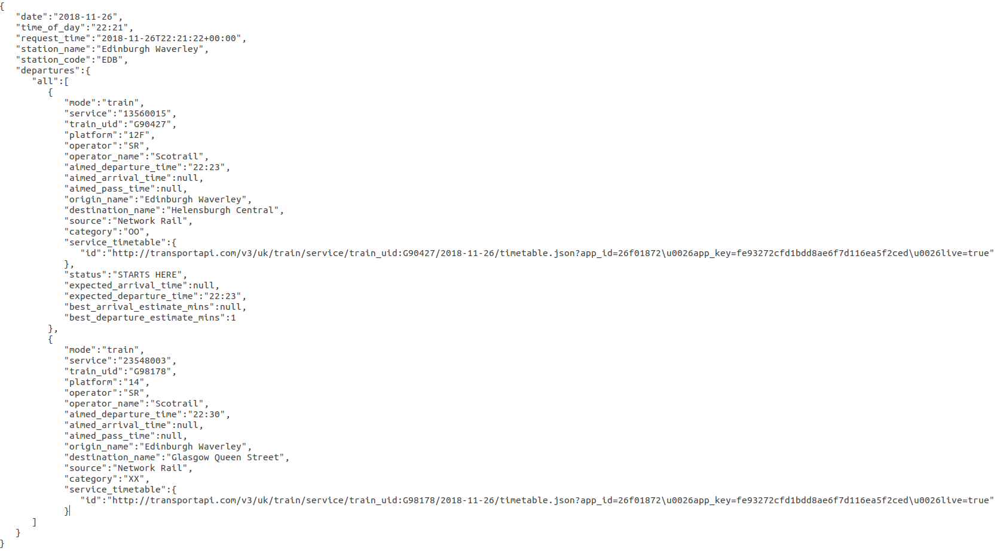 {
   "date":"2018-11-26",
   "time_of_day":"22:21",
   "request_time":"2018-11-26T22:21:22+00:00",
   "station_name":"Edinburgh Waverley",
   "station_code":"EDB",
   "departures":{
      "all":[
         {
            "mode":"train",
            "service":"13560015",
            "train_uid":"G90427",
            "platform":"12F",
            "operator":"SR",
            "operator_name":"Scotrail",
            "aimed_departure_time":"22:23",
            "aimed_arrival_time":null,
            "aimed_pass_time":null,
            "origin_name":"Edinburgh Waverley",
            "destination_name":"Helensburgh Central",
            "source":"Network Rail",
            "category":"OO",
            "service_timetable":{
               "id":"http://transportapi.com/v3/uk/train/service/train_uid:G90427/2018-11-26/timetable.json?app_id=26f01872\u0026app_key=fe93272cfd1bdd8ae6f7d116ea5f2ced\u0026live=true"
            },
            "status":"STARTS HERE",
            "expected_arrival_time":null,
            "expected_departure_time":"22:23",
            "best_arrival_estimate_mins":null,
            "best_departure_estimate_mins":1
         },
         {
            "mode":"train",
            "service":"23548003",
            "train_uid":"G98178",
            "platform":"14",
            "operator":"SR",
            "operator_name":"Scotrail",
            "aimed_departure_time":"22:30",
            "aimed_arrival_time":null,
            "aimed_pass_time":null,
            "origin_name":"Edinburgh Waverley",
            "destination_name":"Glasgow Queen Street",
            "source":"Network Rail",
            "category":"XX",
            "service_timetable":{
               "id":"http://transportapi.com/v3/uk/train/service/train_uid:G98178/2018-11-26/timetable.json?app_id=26f01872\u0026app_key=fe93272cfd1bdd8ae6f7d116ea5f2ced\u0026live=true"
            }
      ]
   }
}